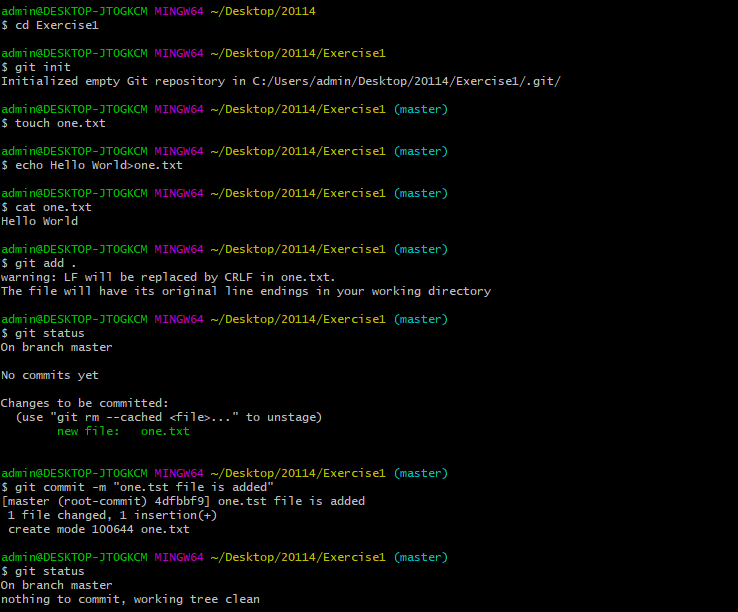 admin@DESKTOP-JTOGKCM MINGW64 ~/Desktop/20114
$ cd Exercise1
admin@DESKTOP-JTOGKCM MINGW64 ~/Desktop/20114/Exercise1
$ git init
Initialized empty Git repository in C:/Users/admin/Desktop/20114/Exercise1/.git/
admin@DESKTOP-JTOGKCM MINGW64 ~/Desktop/20114/Exercise1 (master)
$ touch one.txt
admin@DESKTOP-JTOGKCM MINGW64 ~/Desktop/20114/Exercise1 (master)
$ echo Hello World>one.txt
admin@DESKTOP-JTOGKCM MINGW64 ~/Desktop/20114/Exercise1 (master)
$ cat one.txt
Hello World
admin@DESKTOP-JTOGKCM MINGW64 ~/Desktop/20114/Exercise1 (master)
$ git add .
warning: LF will be replaced by CRLF in one.txt.
The file will have its original line endings in your working directory
admin@DESKTOP-JTOGKCM MINGW64 ~/Desktop/20114/Exercise1 (master)
$ git status
On branch master
No commits yet
Changes to be committed:
  (use "git rm --cached <file>..." to unstage)
        new file:   one.txt
admin@DESKTOP-JTOGKCM MINGW64 ~/Desktop/20114/Exercise1 (master)
$ git commit -m "one.tst file is added"
[master (root-commit) 4dfbbf9] one.tst file is added
 1 file changed, 1 insertion(+)
 create mode 100644 one.txt
admin@DESKTOP-JTOGKCM MINGW64 ~/Desktop/20114/Exercise1 (master)
$ git status
On branch master
nothing to commit, working tree clean